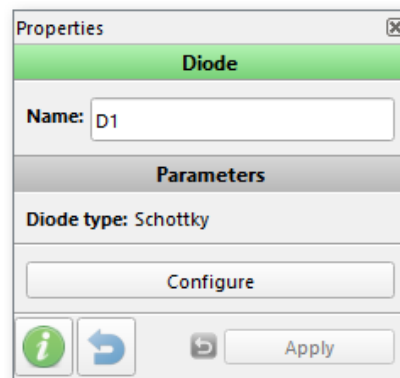 Properties
Diode
Name: D1
Parameters
Diode type: Schottky
Configure
Apply